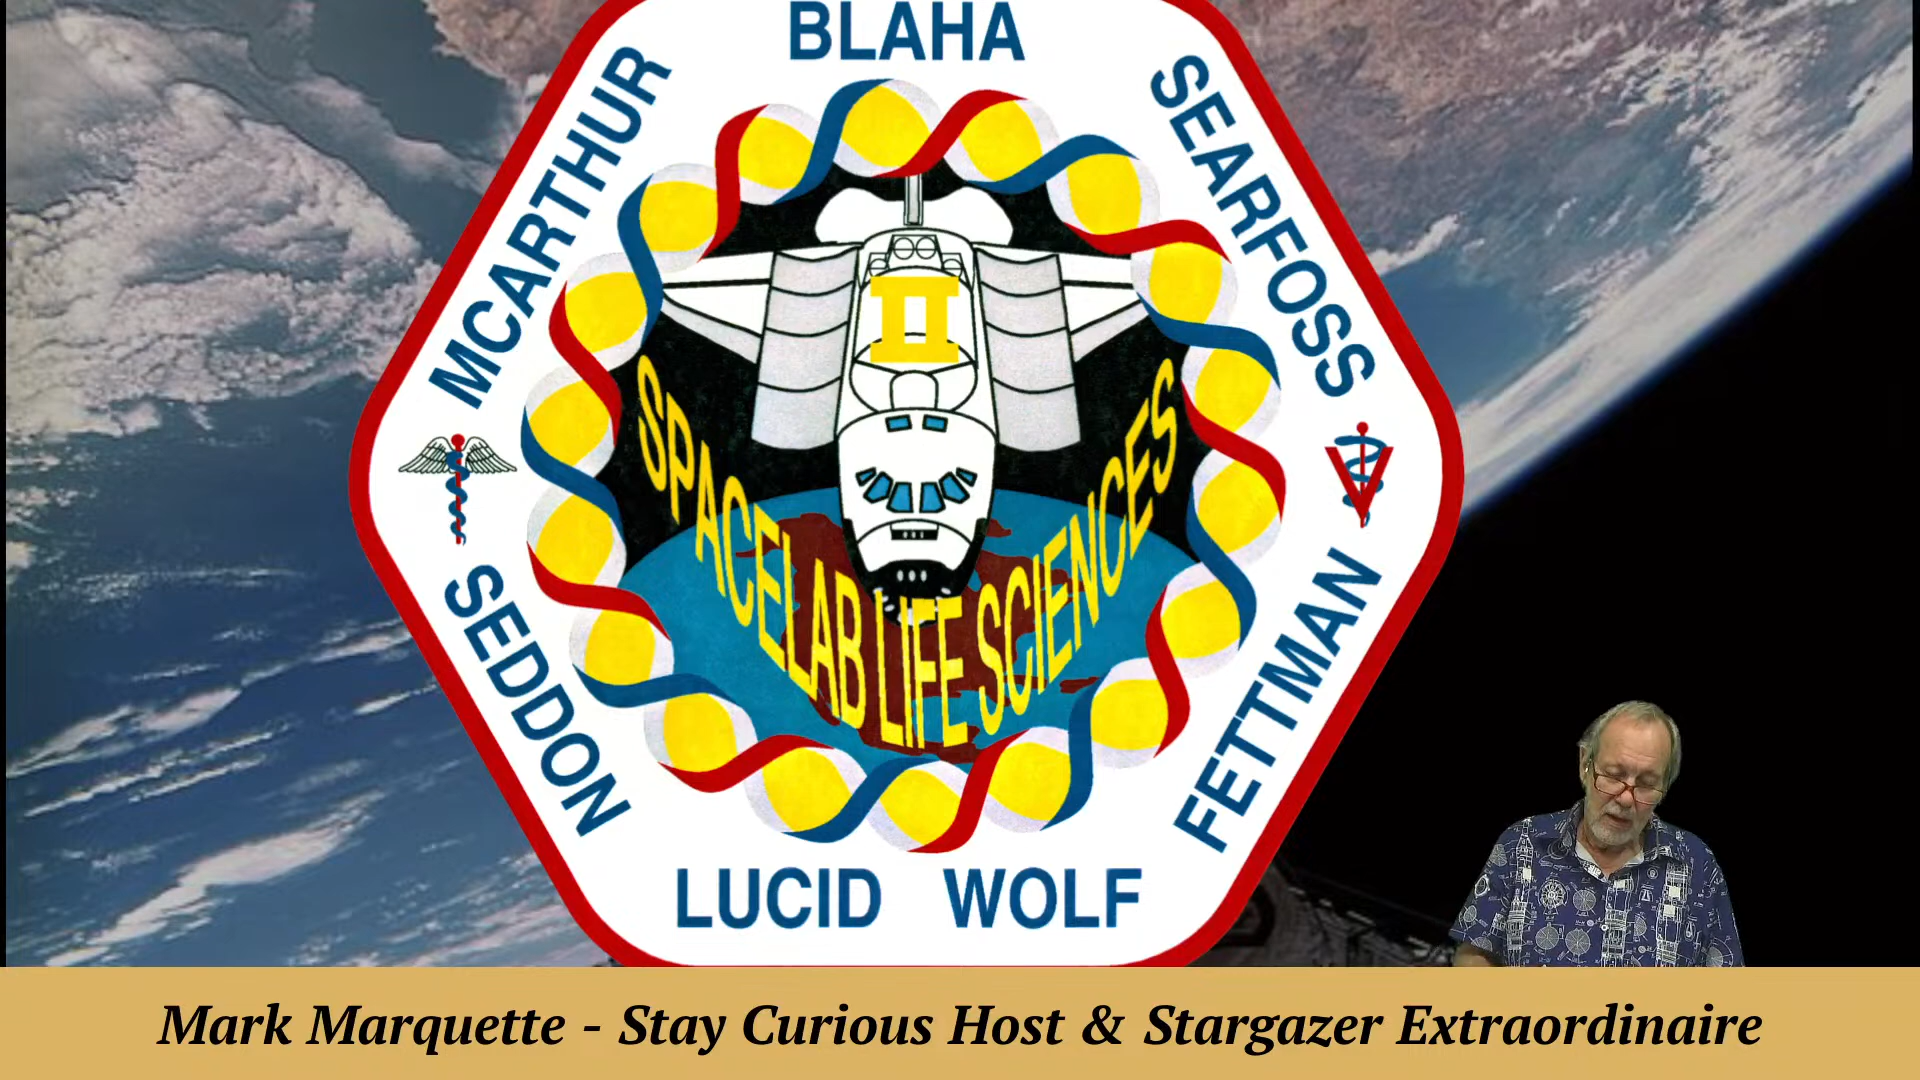 BLAHA
MCARTHUR
SEARFOSS
II
SPACELAB LIFE SCIENCES
SEDDON
FETTMAN
LUCID WOLF
Mark Marquette - Stay Curious Host & Stargazer Extraordinaire